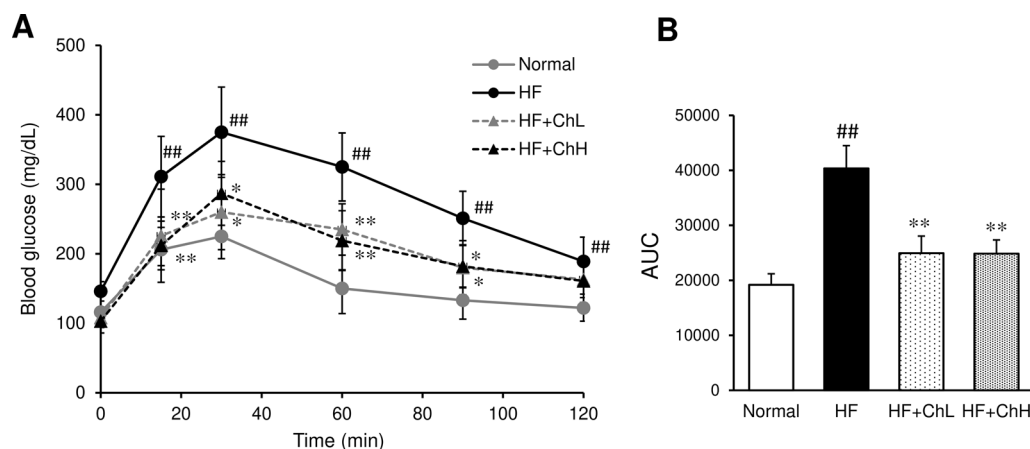 A
Blood glucose (mg/dL)
500
400
300
200
100
0
0 20 40 60 80 100 120
Time (min)
Normal
HF
HF+ChL
HF+ChH
##
##
##
##
##
**
**
*
*
**
**
*
*
B
AUC
50000
40000
30000
20000
10000
0
##
**
**
Normal HF HF+ChL HF+ChH